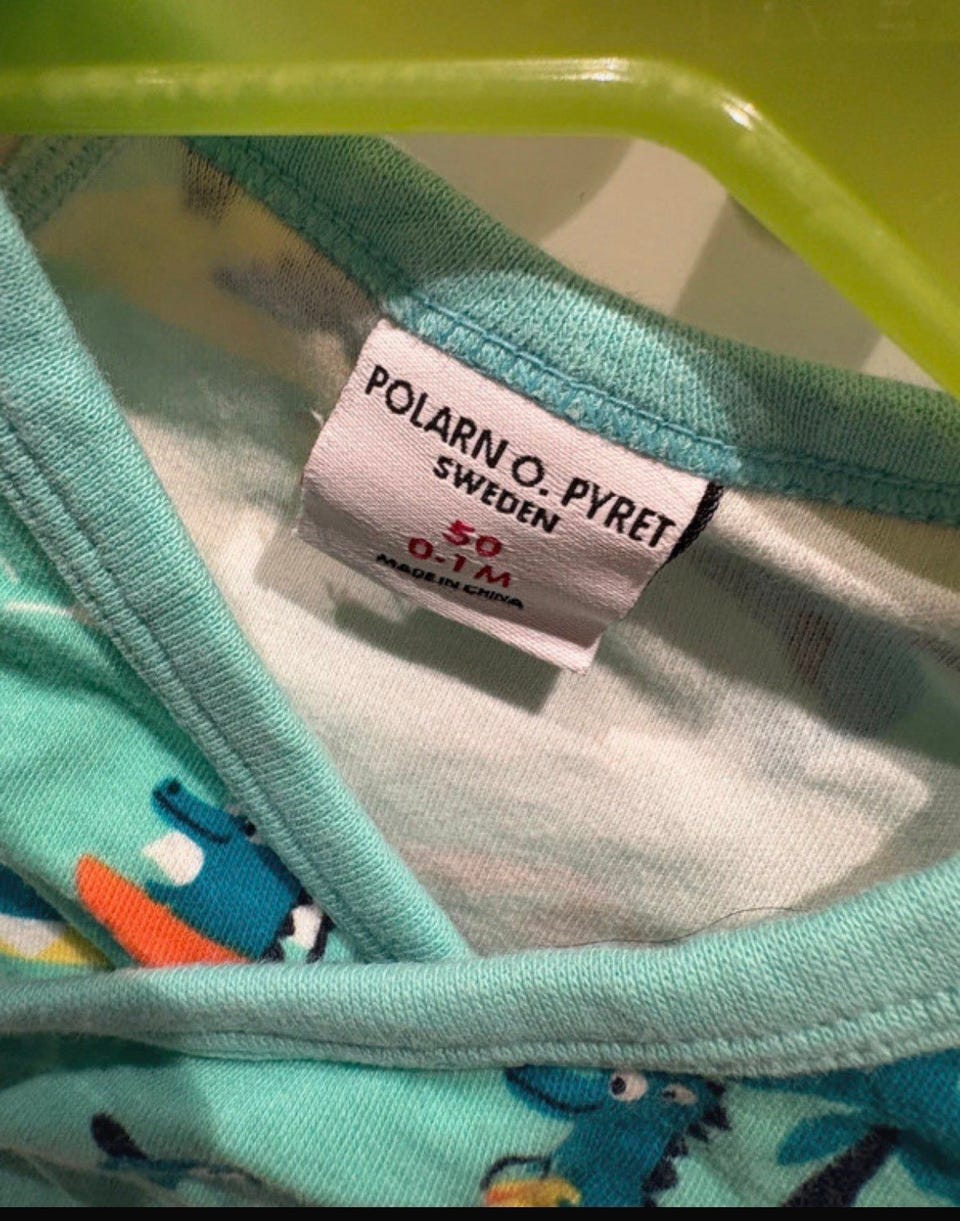 POLARN O. PYRET
SWEDEN
50
0-1 M
MADE IN CHINA